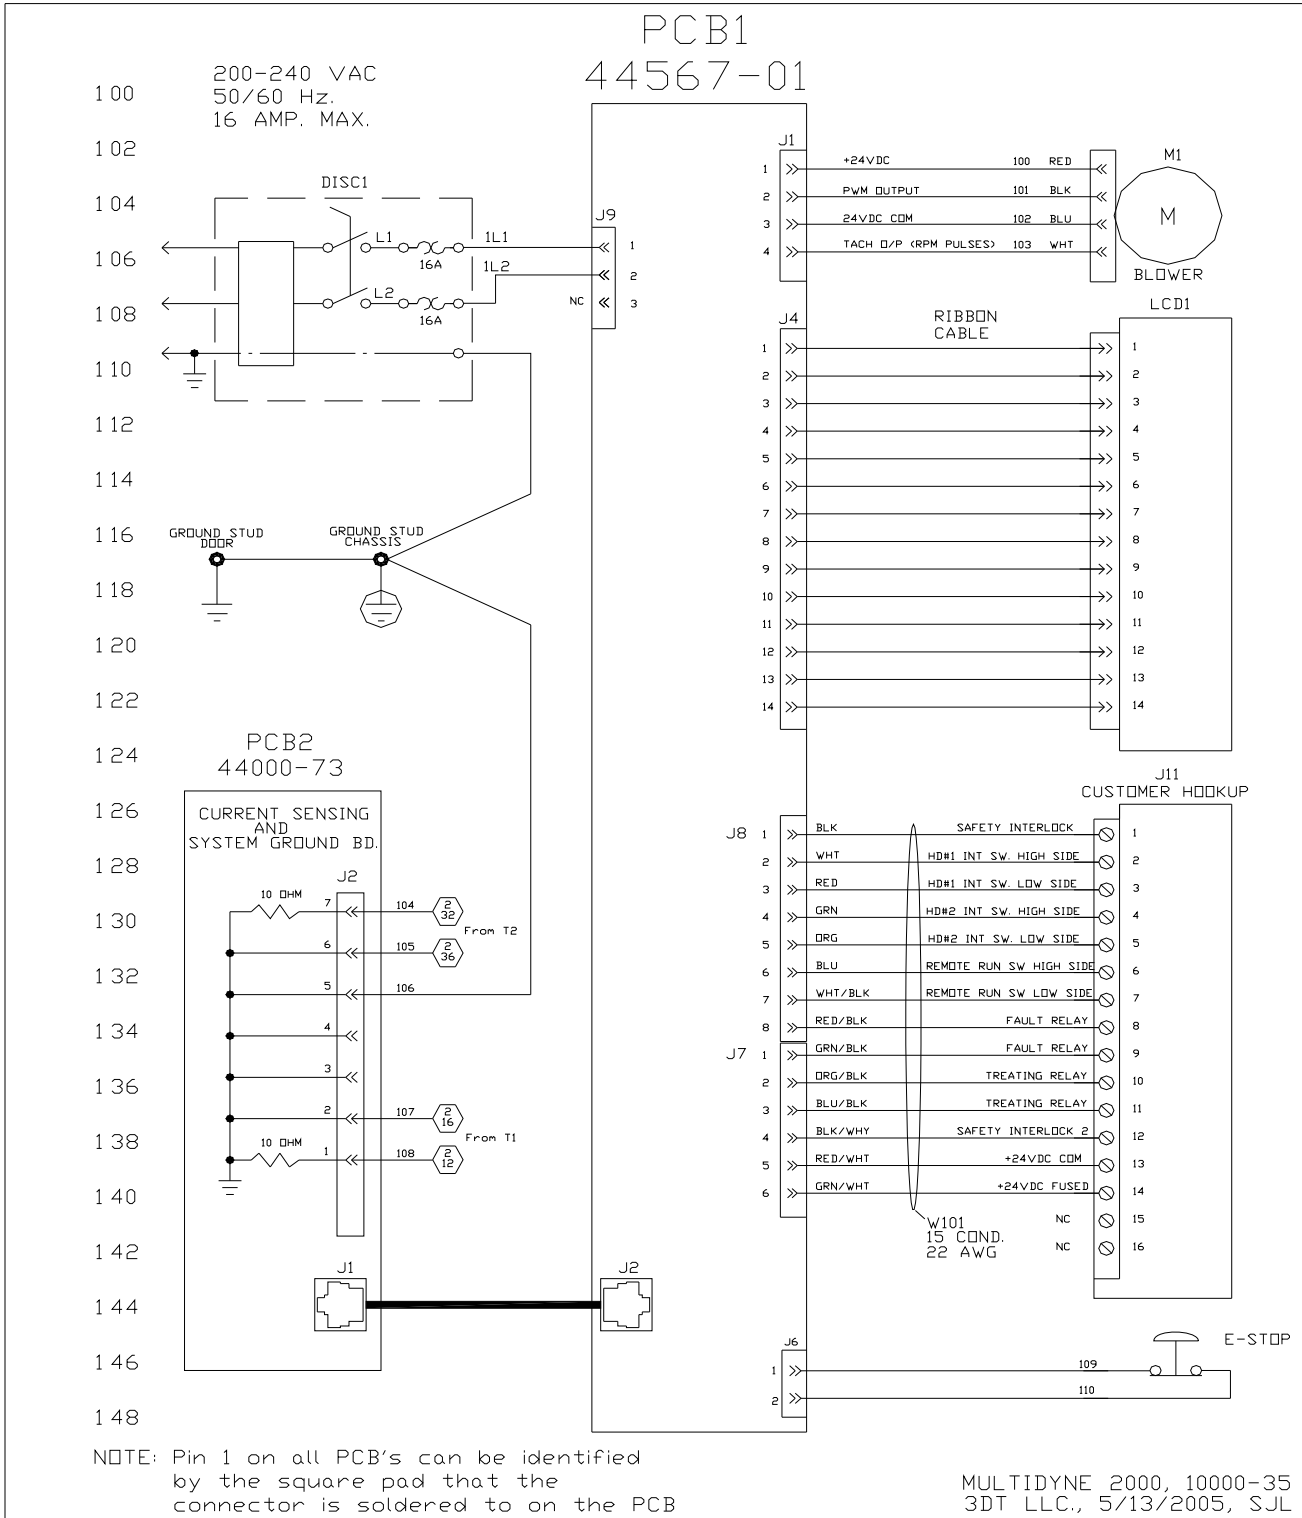 PCB1
44567-01
200-240 VAC
50/60 Hz.
16 AMP. MAX.
100
102
104
106
108
110
112
114
116
118
120
122
124
126
128
130
132
134
136
138
140
142
144
146
148
DISC1
L1
16A
1L1
L2
16A
1L2
J9
1
2
NC 3
J1
1 +24VDC 100 RED
2 PWM OUTPUT 101 BLK
3 24VDC COM 102 BLU
4 TACH O/P (RPM PULSES) 103 WHT
M1
M
BLOWER
LCD1
J4
RIBBON
CABLE
1 1
2 2
3 3
4 4
5 5
6 6
7 7
8 8
9 9
10 10
11 11
12 12
13 13
14 14
GROUND STUD
DOOR
GROUND STUD
CHASSIS
PCB2
44000-73
CURRENT SENSING
AND
SYSTEM GROUND BD.
J2
10 OHM 7 104 2 32
From T2
6 105 2 36
5 106
4
3
2 107 2 16
From T1
10 OHM 1 108 2 12
J1
J2
J11
CUSTOMER HOOKUP
J8 1 BLK SAFETY INTERLOCK 1
2 WHT HD#1 INT SW. HIGH SIDE 2
3 RED HD#1 INT SW. LOW SIDE 3
4 GRN HD#2 INT SW. HIGH SIDE 4
5 ORG HD#2 INT SW. LOW SIDE 5
6 BLU REMOTE RUN SW HIGH SIDE 6
7 WHT/BLK REMOTE RUN SW LOW SIDE 7
8 RED/BLK FAULT RELAY 8
J7 1 GRN/BLK FAULT RELAY 9
2 ORG/BLK TREATING RELAY 10
3 BLU/BLK TREATING RELAY 11
4 BLK/WHY SAFETY INTERLOCK 2 12
5 RED/WHT +24VDC COM 13
6 GRN/WHT +24VDC FUSED 14
NC 15
NC 16
W101
15 COND.
22 AWG
J6
1 109
2 110
E-STOP
NOTE: Pin 1 on all PCB's can be identified
by the square pad that the
connector is soldered to on the PCB
MULTIDYNE 2000, 10000-35
3DT LLC., 5/13/2005, SJL